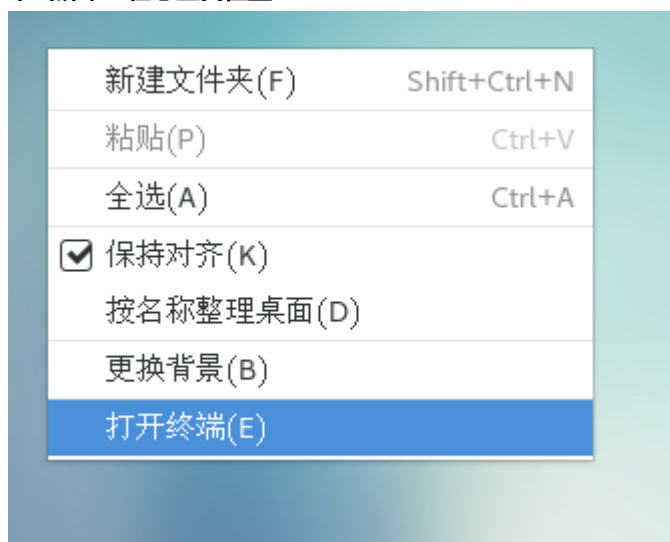 新建文件夹(F) Shift+Ctrl+N
粘贴(P) Ctrl+V
全选(A) Ctrl+A
保持对齐(K)
按名称整理桌面(D)
更换背景(B)
打开终端(E)